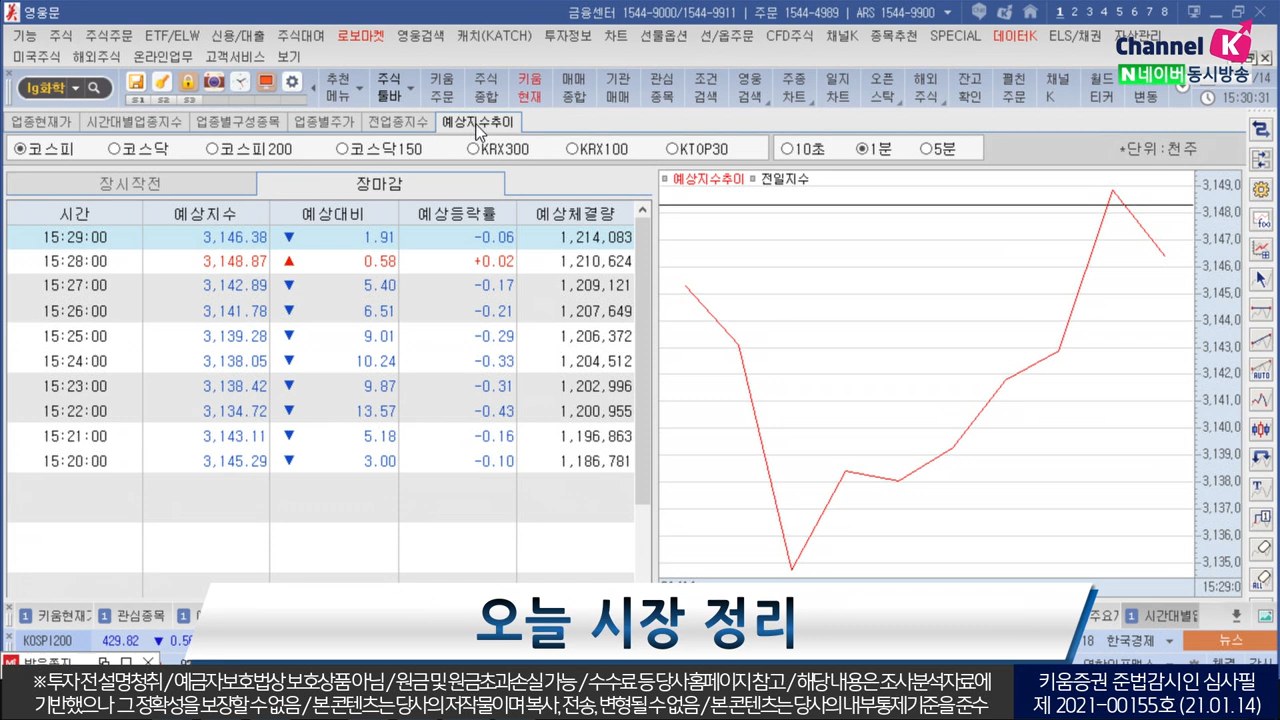 영웅문
금융센터 1544-9000/1544-9911 | 주문 1544-4989 | ARS 1544-9900
1 2 3 4 5 6 7 8
기능 주식 주식주문 ETF/ELW 신용/대출 주식대여 로보마켓 영웅검색 캐치(KATCH) 투자정보 차트 선물옵션 선/옵주문 CFD주식 채널K 종목추천 SPECIAL 데이터K ELS/채권 자산관리
미국주식 해외주식 온라인업무 고객서비스 보기
Channel K
N네이버동시방송
lg화학
S1 S2 S3
추천 메뉴
주식 툴바
키움 주문
주식 종합
키움 현재
매매 종합
기관 매매
관심 종목
조건 검색
영웅 검색
주종 차트
일지 차트
오픈 스탁
해외 주식
잔고 확인
펼친 주문
채널 K
월드 티커
변동
/14
15:30:31
업종현재가 시간대별업종지수 업종별구성종목 업종별주가 전업종지수 예상지수추이
코스피 코스닥 코스피200 코스닥150 KRX300 KRX100 KTOP30 10초 1분 5분 *단위:천주
장시작전 장마감
예상지수추이 전일지수
시간 예상지수 예상대비 예상등락률 예상체결량
15:29:00 3,146.38 ▼ 1.91 -0.06 1,214,083
15:28:00 3,148.87 ▲ 0.58 +0.02 1,210,624
15:27:00 3,142.89 ▼ 5.40 -0.17 1,209,121
15:26:00 3,141.78 ▼ 6.51 -0.21 1,207,649
15:25:00 3,139.28 ▼ 9.01 -0.29 1,206,372
15:24:00 3,138.05 ▼ 10.24 -0.33 1,204,512
15:23:00 3,138.42 ▼ 9.87 -0.31 1,202,996
15:22:00 3,134.72 ▼ 13.57 -0.43 1,200,955
15:21:00 3,143.11 ▼ 5.18 -0.16 1,196,863
15:20:00 3,145.29 ▼ 3.00 -0.10 1,186,781
3,149,0
3,148,0
3,147,0
3,146,0
3,145,0
3,144,0
3,143,0
3,142,0
3,141,0
3,140,0
3,139,0
3,138,0
3,137,0
3,136,0
3,135,0
15:29:0
f(x)
AUTO
T
ALL
1 키움현재가 1 관심종목 1
주요가 1 시간대별업
KOSPI200 429.82 ▼ 0.5
18 한국경제 뉴스
오늘 시장 정리
※ 투자 전 설명청취 / 예금자보호법상 보호상품 아님 / 원금 및 원금초과손실 가능 / 수수료 등 당사홈페이지 참고 / 해당 내용은 조사분석자료에
기반했으나 그 정확성을 보장할 수 없음 / 본 콘텐츠는 당사의 저작물이며 복사, 전송, 변형될 수 없음 / 본 콘텐츠는 당사의 내부통제기준을 준수
키움증권 준법감시인 심사필
제 2021-00155호 (21.01.14)